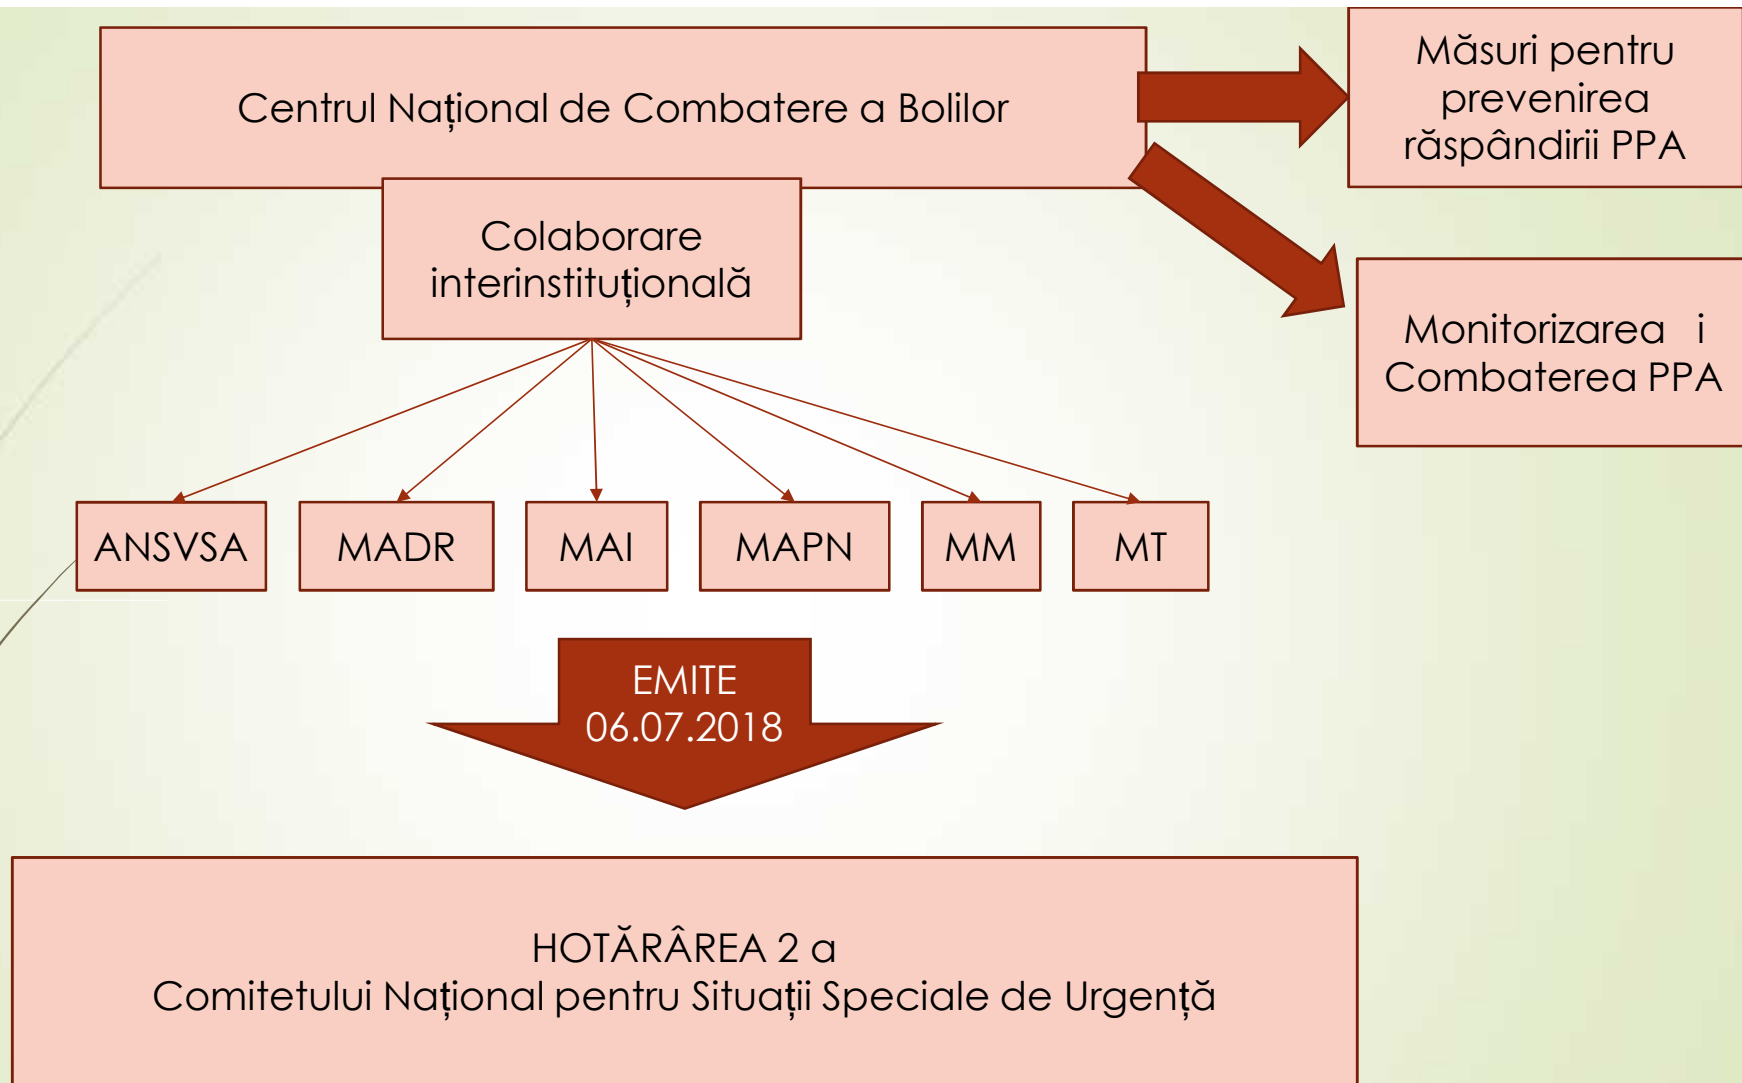 Centrul Național de Combatere a Bolilor
Măsuri pentru
prevenirea
răspândirii PPA
Colaborare
interinstituțională
Monitorizarea i
Combaterea PPA
ANSVSA
MADR
MAI
MAPN
MM
MT
EMITE
06.07.2018
HOTĂRÂREA 2 a
Comitetului Național pentru Situații Speciale de Urgență